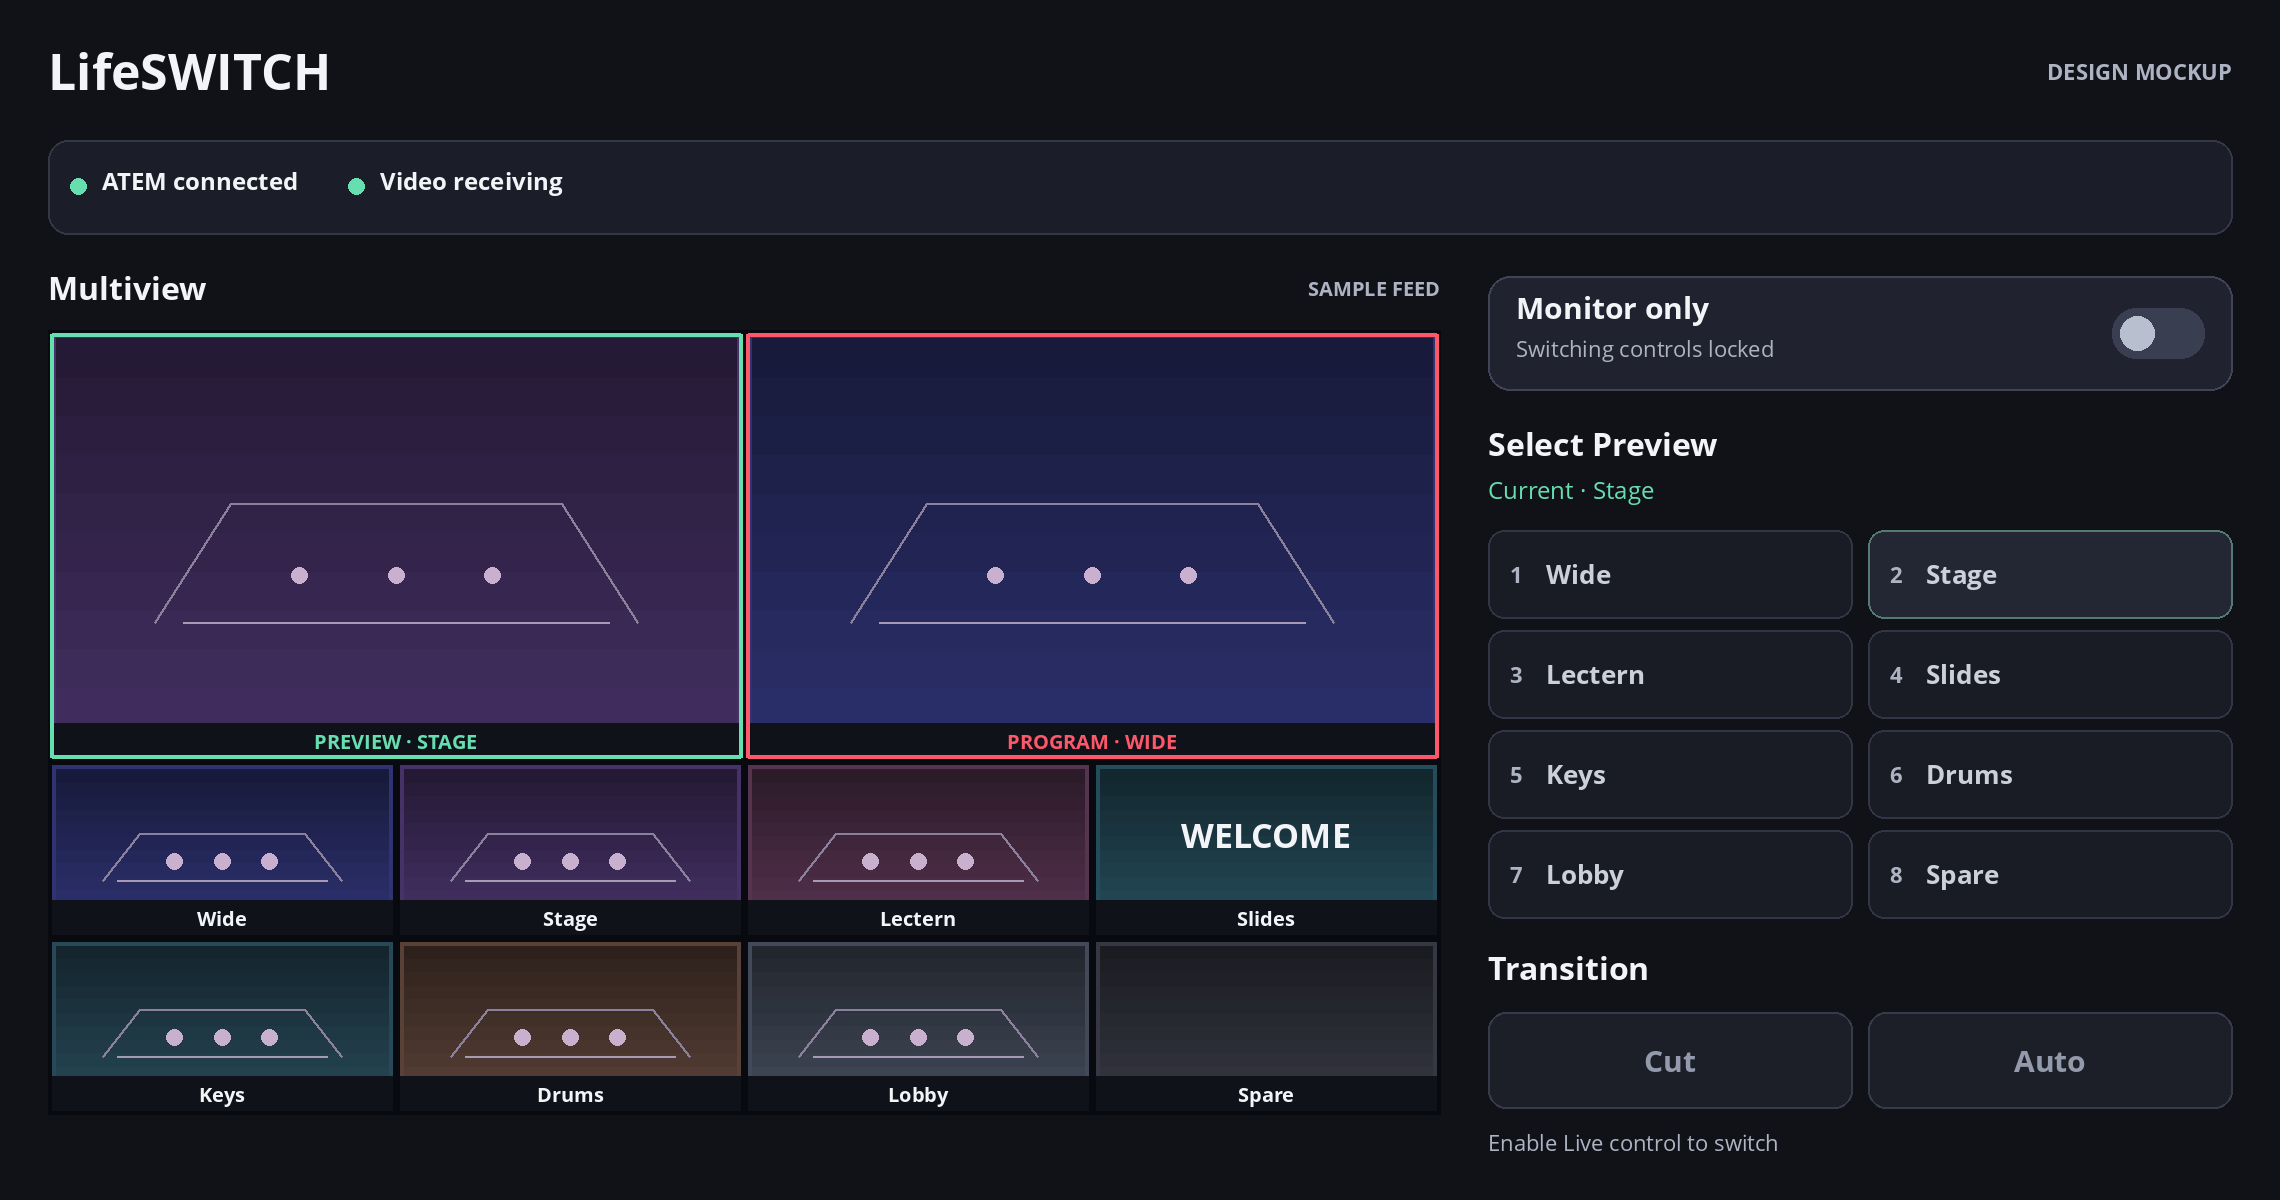 LifeSWITCH
DESIGN MOCKUP
ATEM connected
Video receiving
Multiview
SAMPLE FEED
PREVIEW · STAGE
PROGRAM · WIDE
WELCOME
Wide
Stage
Lectern
Slides
Keys
Drums
Lobby
Spare
Monitor only
Switching controls locked
Select Preview
Current · Stage
1 Wide
2 Stage
3 Lectern
4 Slides
5 Keys
6 Drums
7 Lobby
8 Spare
Transition
Cut
Auto
Enable Live control to switch